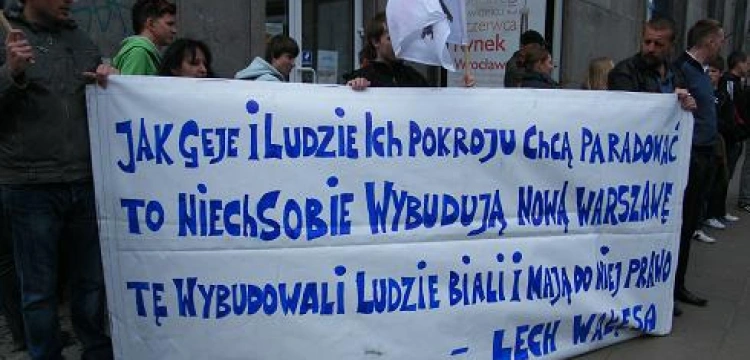 czerwca
Rynek
Wrocław
JAK GEJE I LUDZIE ICH POKROJU CHCĄ PARADOWAĆ
TO NIECH SOBIE WYBUDUJĄ NOWĄ WARSZAWĘ
TĘ WYBUDOWALI LUDZIE BIALI I MAJĄ DO NIEJ PRAWO
- LECH WAŁĘSA